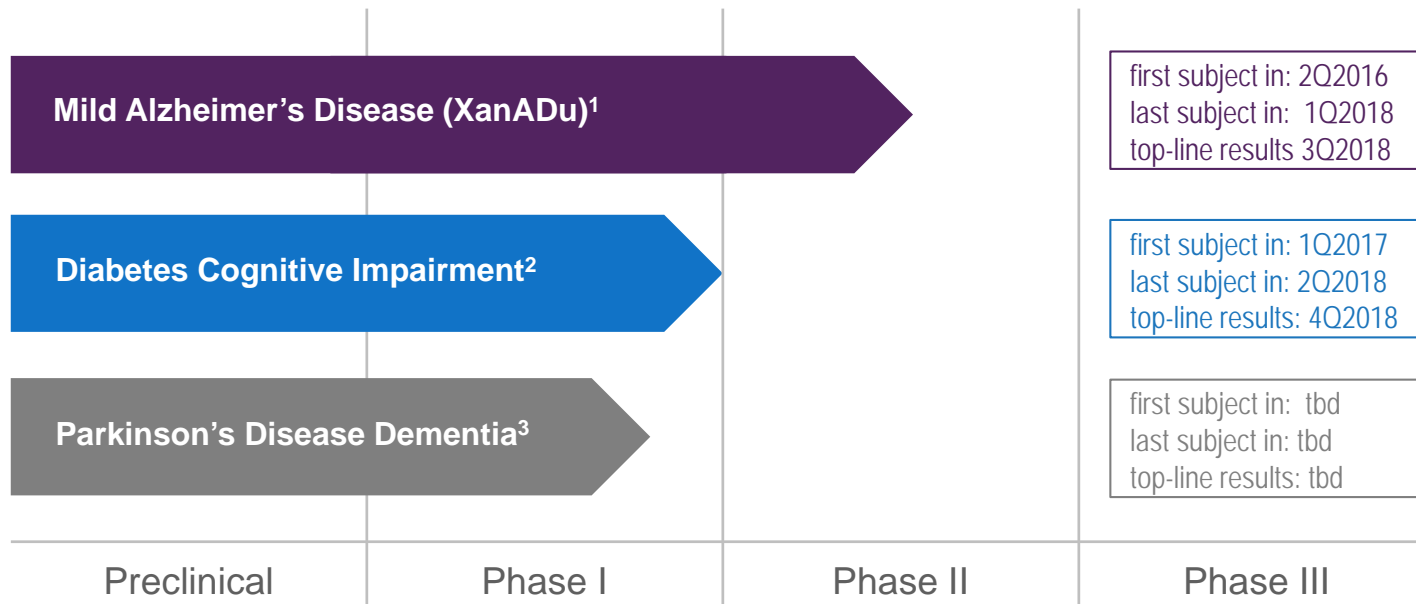 Mild Alzheimer’s Disease (XanADu)¹
first subject in: 2Q2016
last subject in: 1Q2018
top-line results 3Q2018
Diabetes Cognitive Impairment²
first subject in: 1Q2017
last subject in: 2Q2018
top-line results: 4Q2018
Parkinson’s Disease Dementia³
first subject in: tbd
last subject in: tbd
top-line results: tbd
Preclinical
Phase I
Phase II
Phase III